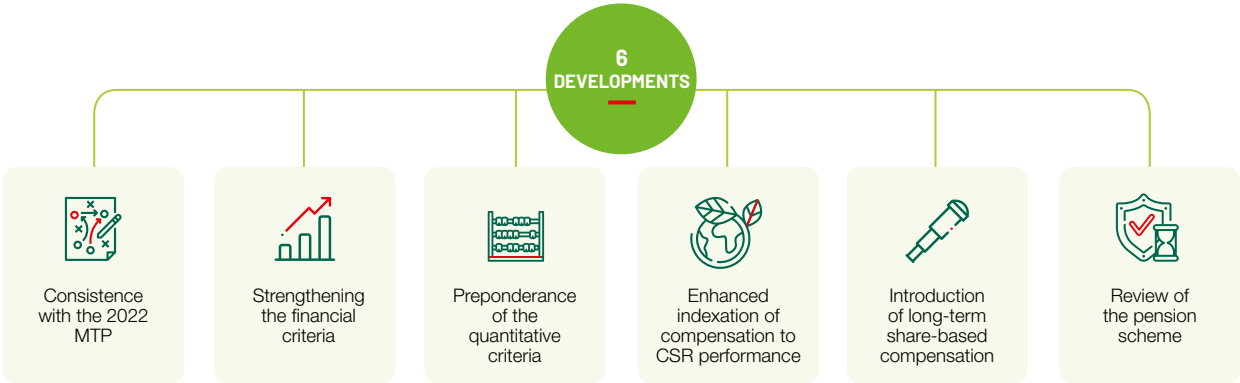 6
DEVELOPMENTS
Consistence
with the 2022
MTP
Strengthening
the financial
criteria
Preponderance
of the
quantitative
criteria
Enhanced
indexation of
compensation to
CSR performance
Introduction
of long-term
share-based
compensation
Review of
the pension
scheme